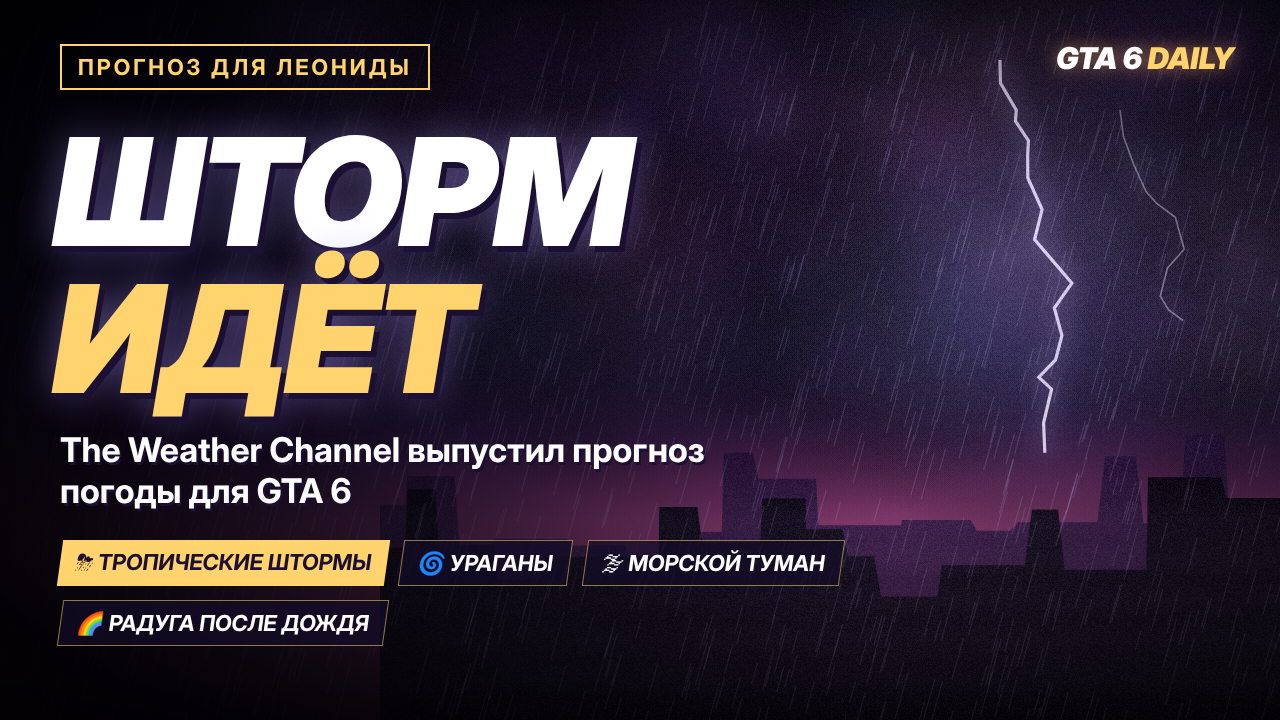 ПРОГНОЗ ДЛЯ ЛЕОНИДЫ
GTA 6 DAILY
ШТОРМ
ИДЁТ
The Weather Channel выпустил прогноз
погоды для GTA 6
⛈ ТРОПИЧЕСКИЕ ШТОРМЫ
🌀 УРАГАНЫ
🌫 МОРСКОЙ ТУМАН
🌈 РАДУГА ПОСЛЕ ДОЖДЯ